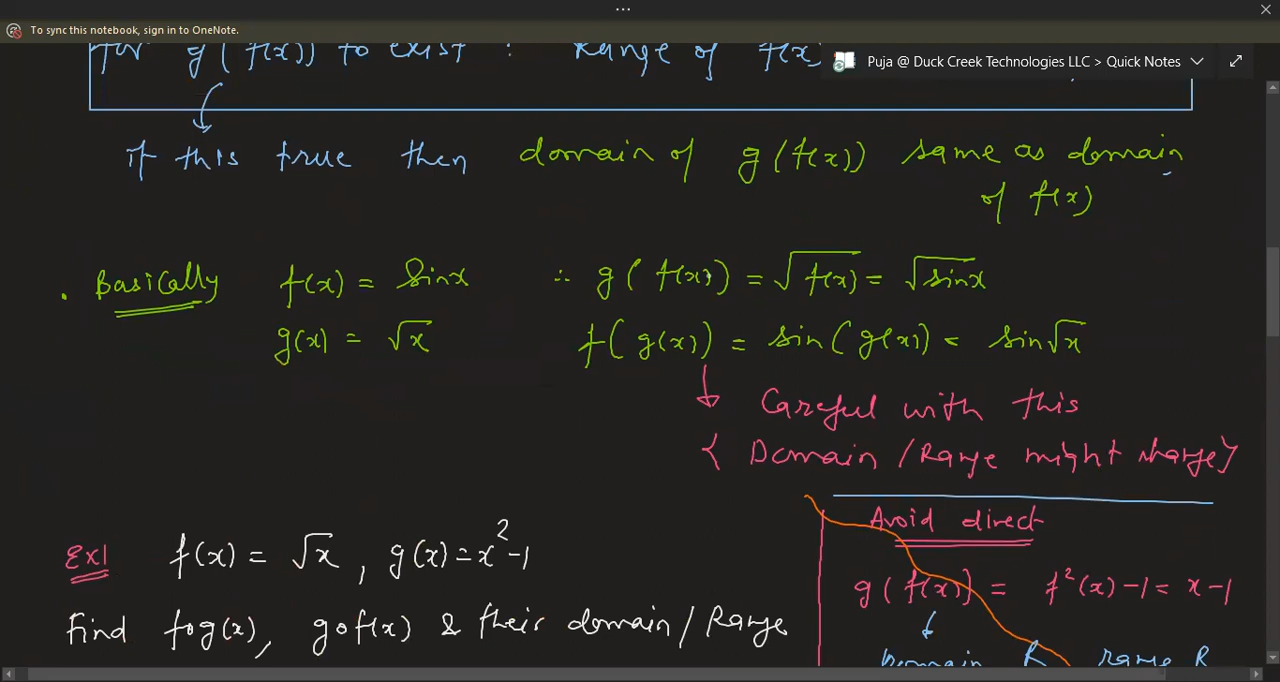 To sync this notebook, sign in to OneNote.
for g(f(x)) to exist : Range of f(x)
Puja @ Duck Creek Technologies LLC > Quick Notes
if this true then domain of g(f(x)) same as domain
of f(x)
. Basically f(x) = sinx ∴ g(f(x)) = √f(x) = √sinx
g(x) = √x f(g(x)) = sin(g(x)) = sin√x
Careful with this
{ Domain /Range might change}
Avoid direct
Ex1 f(x) = √x , g(x) = x²-1
g(f(x)) = f²(x) -1 = x -1
Find fog(x), gof(x) & their domain/Range
Domain R range R